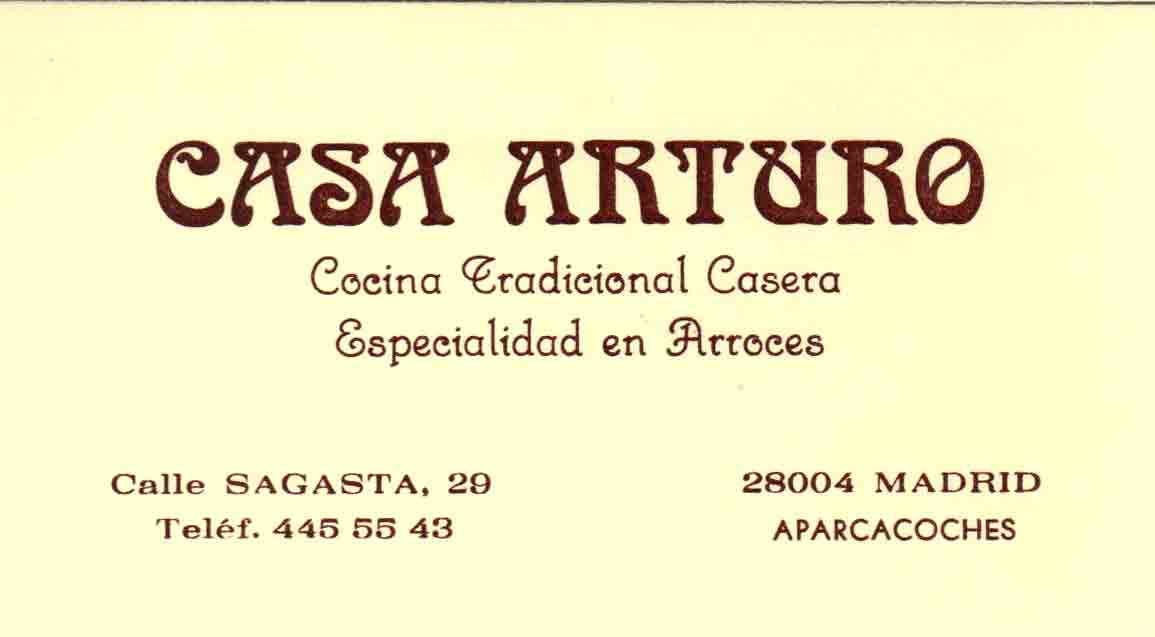 CASA ARTURO
Cocina Tradicional Casera
Especialidad en Arroces
Calle SAGASTA, 29
Teléf. 445 55 43
28004 MADRID
APARCACOCHES